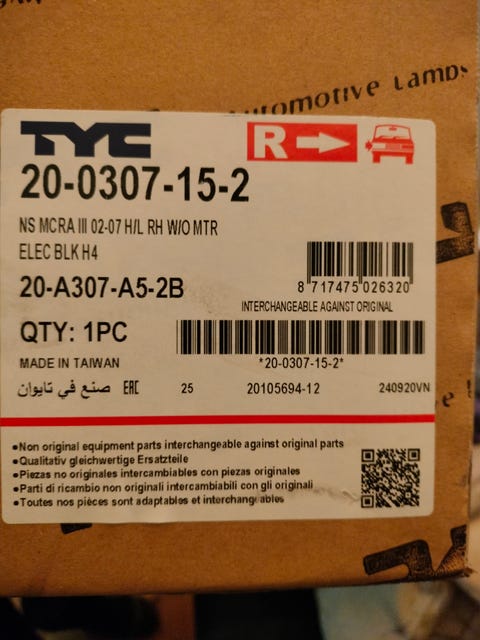 Automotive Lamps
TYC
R
20-0307-15-2
NS MCRA III 02-07 H/L RH W/O MTR
ELEC BLK H4
20-A307-A5-2B
8 717475 026320
INTERCHANGEABLE AGAINST ORIGINAL
QTY: 1PC
MADE IN TAIWAN
*20-0307-15-2*
صنع في تايوان EAC 25 20105694-12 240920VN
•Non original equipment parts interchangeable against original parts
•Qualitativ gleichwertige Ersatzteile
•Piezas no originales intercambiables con piezas originales
•Parti di ricambio non originali intercambiabili con gli originali
•Toutes nos pièces sont adaptables et interchangeables